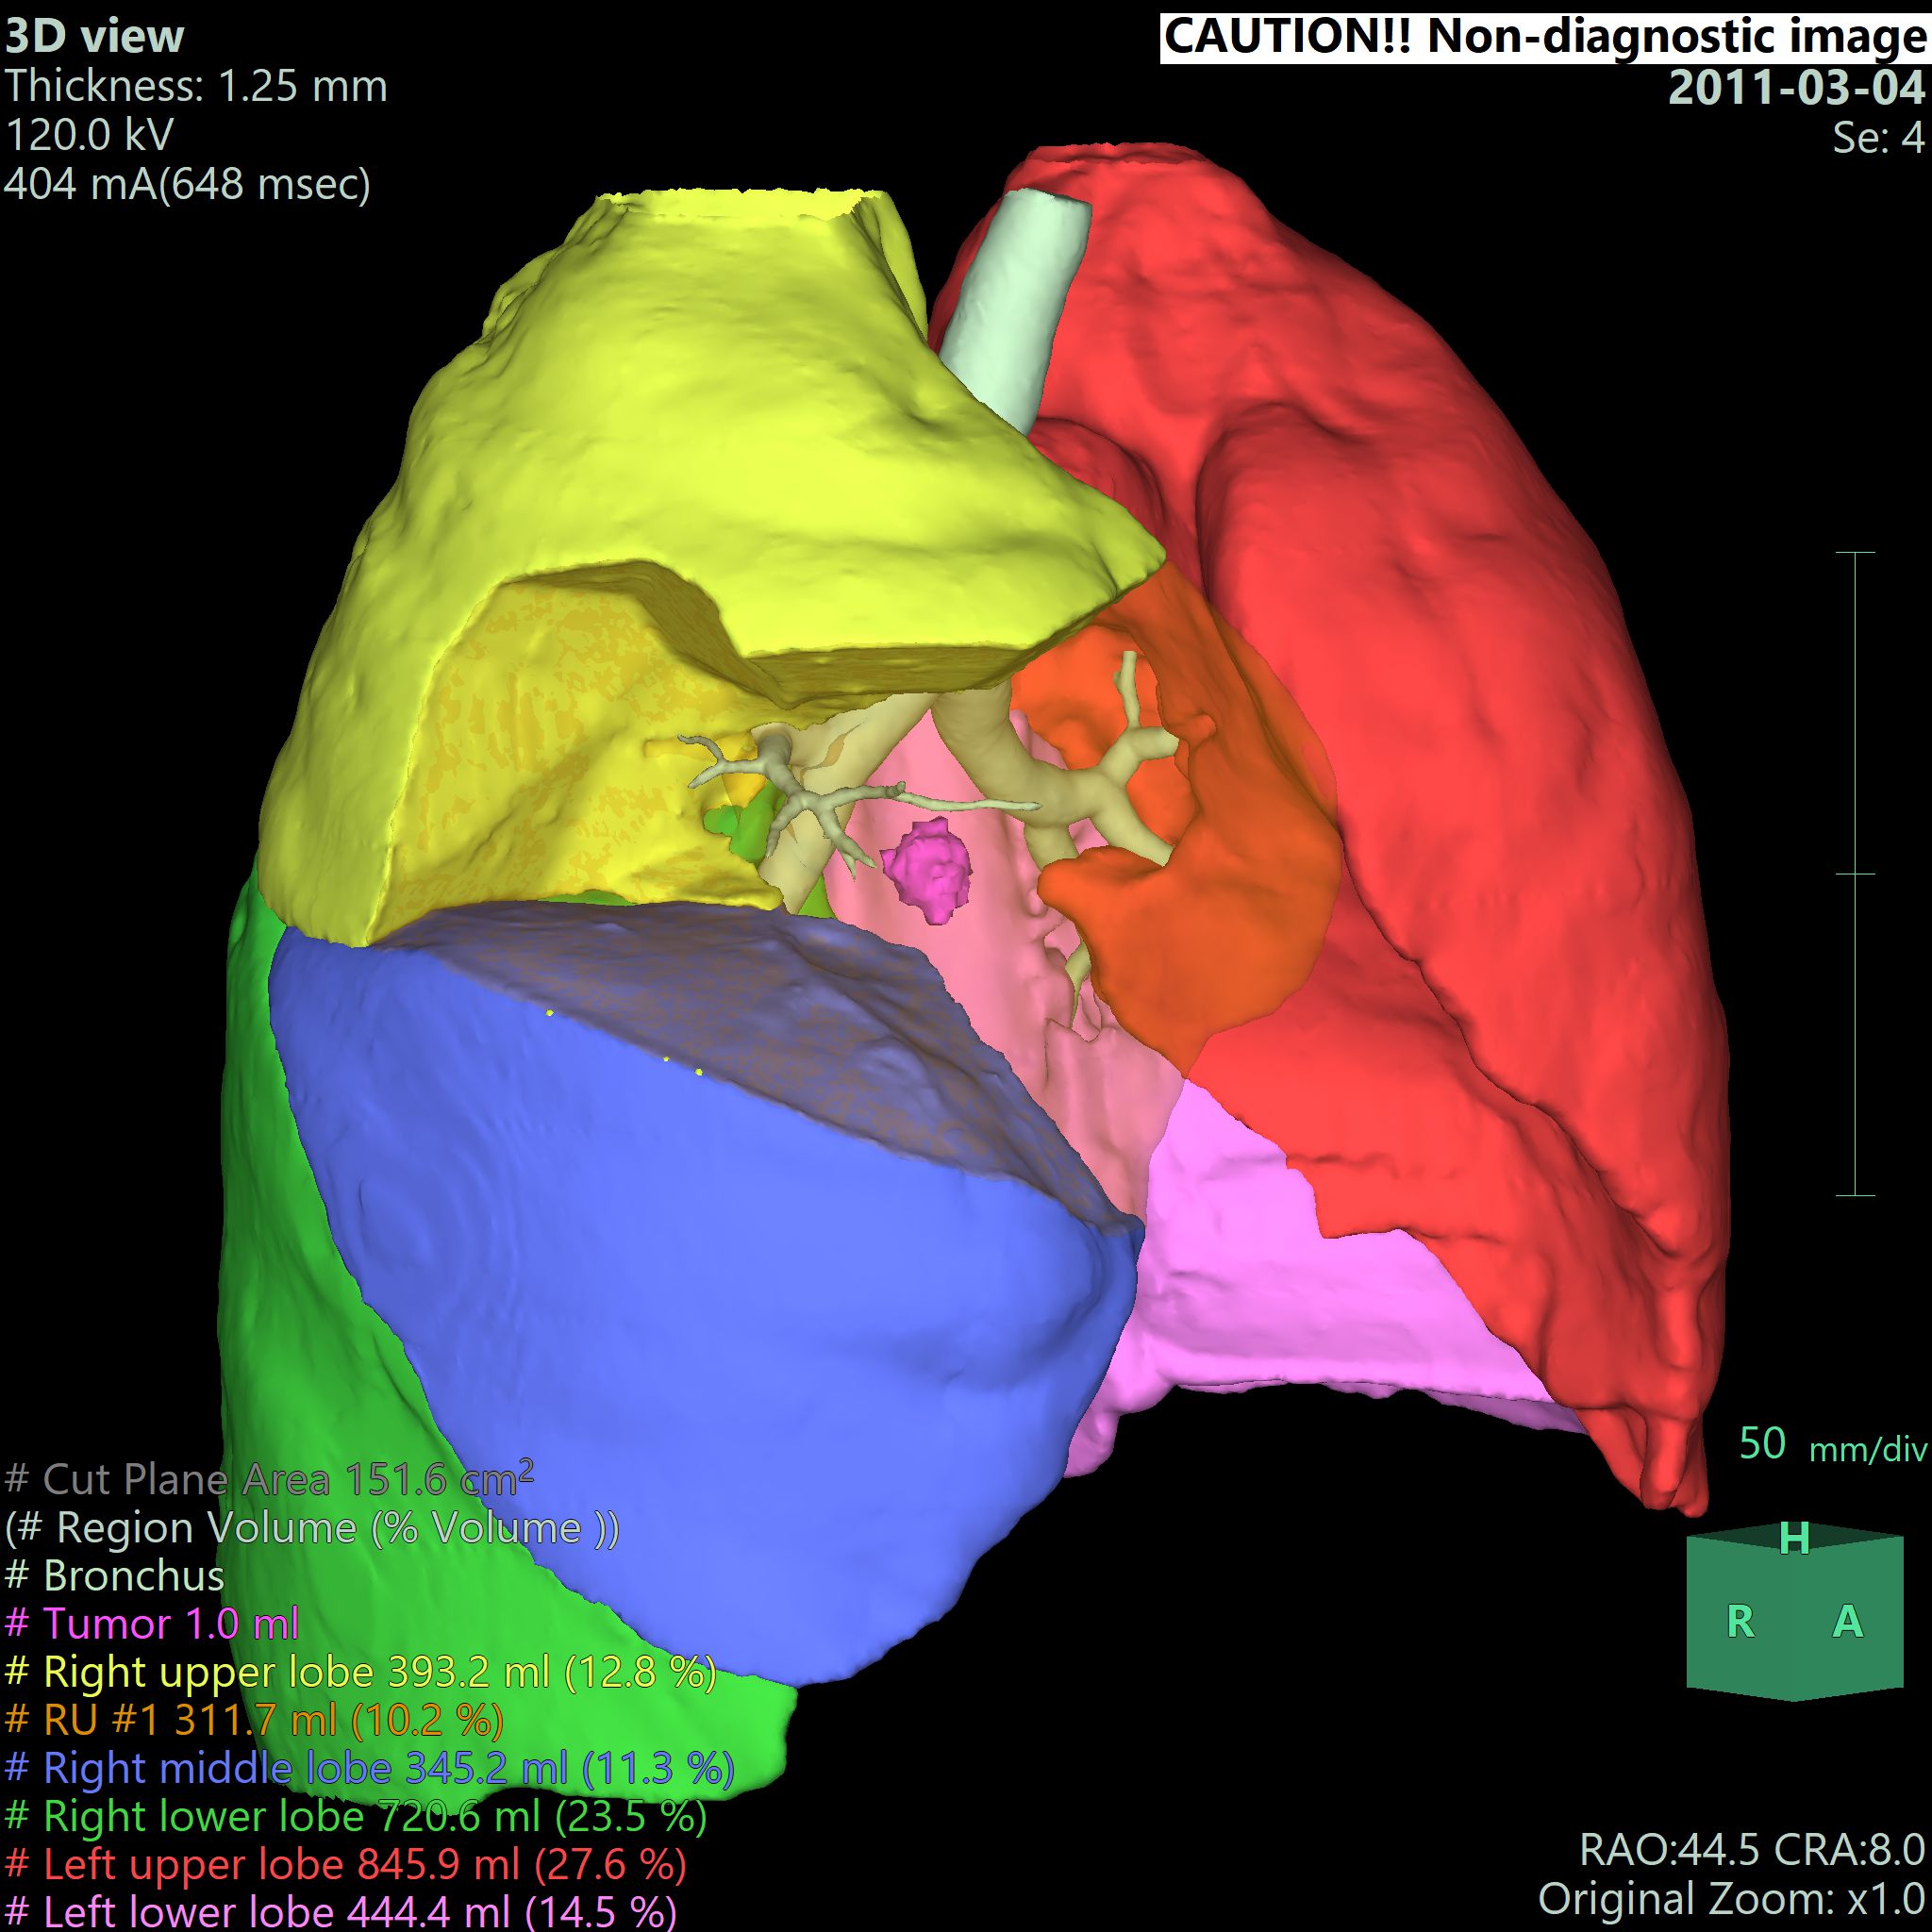 3D view
Thickness: 1.25 mm
120.0 kV
404 mA(648 msec)
CAUTION!! Non-diagnostic image
2011-03-04
Se: 4
# Cut Plane Area 151.6 cm²
(# Region Volume (% Volume ))
# Bronchus
# Tumor 1.0 ml
# Right upper lobe 393.2 ml (12.8 %)
# RU #1 311.7 ml (10.2 %)
# Right middle lobe 345.2 ml (11.3 %)
# Right lower lobe 720.6 ml (23.5 %)
# Left upper lobe 845.9 ml (27.6 %)
# Left lower lobe 444.4 ml (14.5 %)
50 mm/div
H
R A
RAO:44.5 CRA:8.0
Original Zoom: x1.0